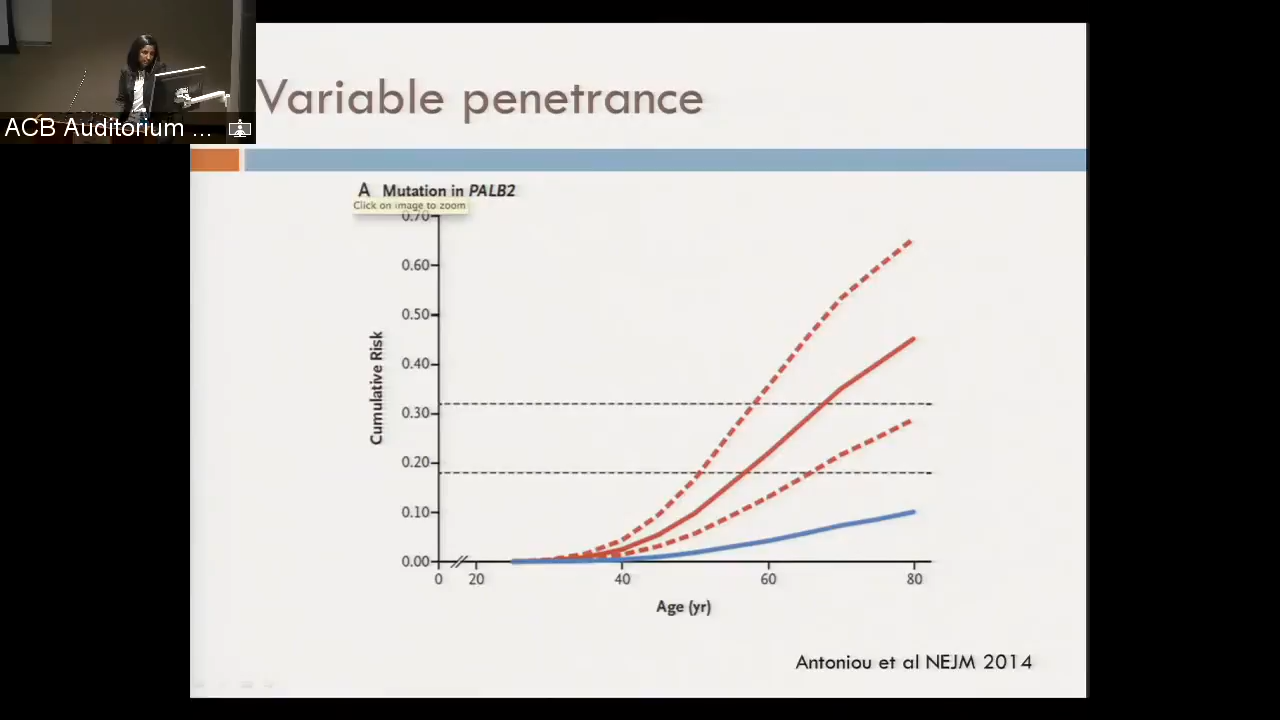 ACB Auditorium ...
Variable penetrance
A Mutation in PALB2
Click on image to zoom
0.70
0.60
0.50
0.40
0.30
0.20
0.10
0.00
Cumulative Risk
0 20 40 60 80
Age (yr)
Antoniou et al NEJM 2014